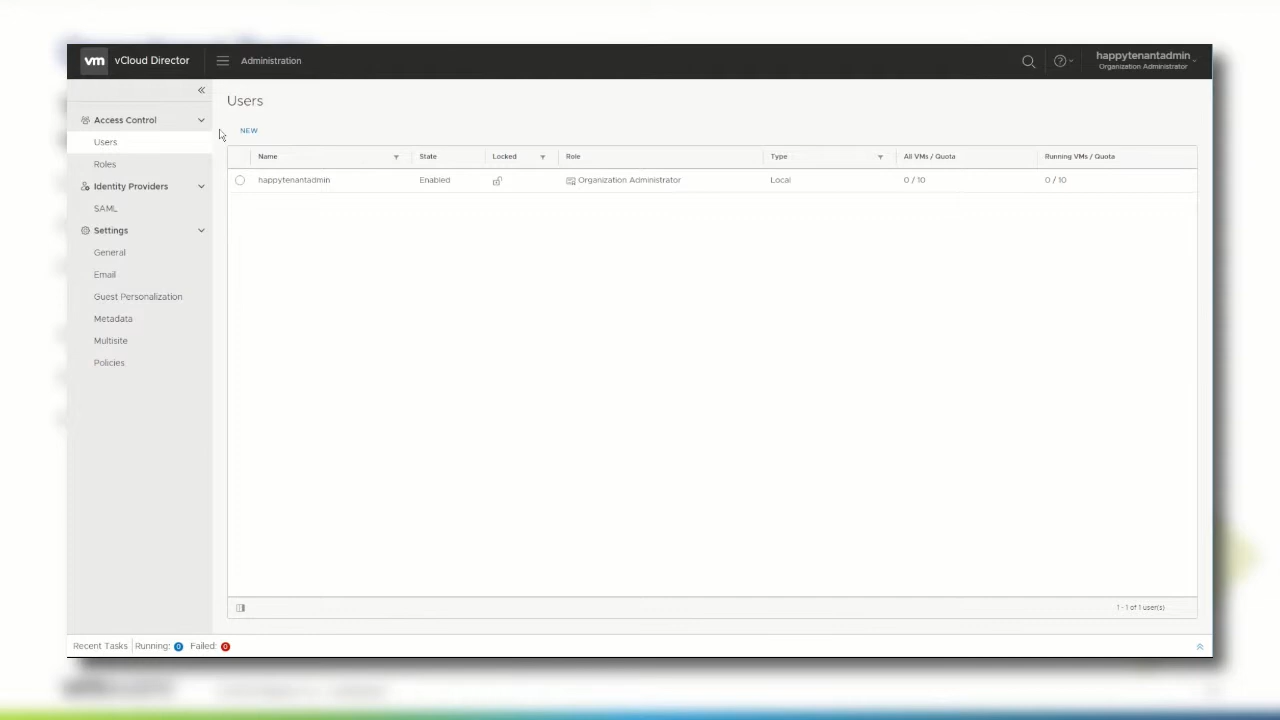 vm vCloud Director Administration happytenantadmin
Organization Administrator
Users
NEW
Access Control
Users
Roles
Identity Providers
SAML
Settings
General
Email
Guest Personalization
Metadata
Multisite
Policies
Name State Locked Role Type All VMs / Quota Running VMs / Quota
happytenantadmin Enabled Organization Administrator Local 0 / 10 0 / 10
1 - 1 of 1 user(s)
Recent Tasks Running: 0 Failed: 0